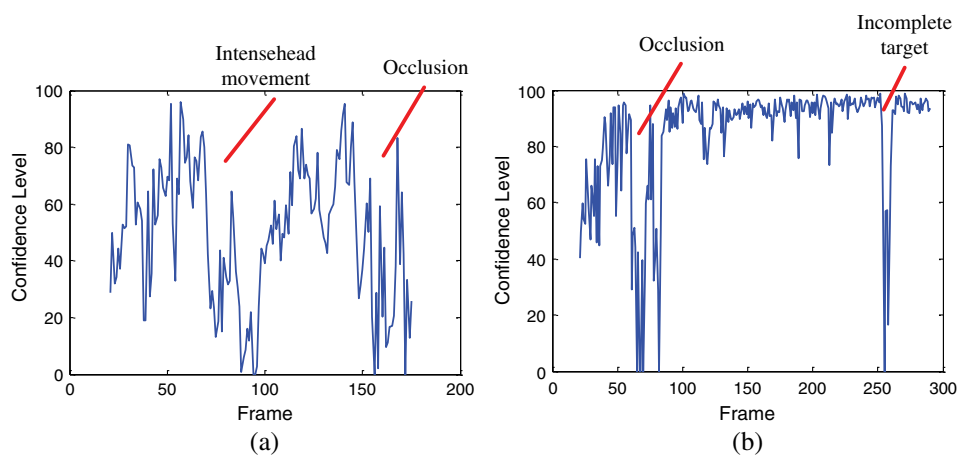 Intensehead
movement
Occlusion
100
80
60
40
20
0
Confidence Level
0 50 100 150 200
Frame
(a)
Occlusion
Incomplete
target
100
80
60
40
20
0
Confidence Level
0 50 100 150 200 250 300
Frame
(b)